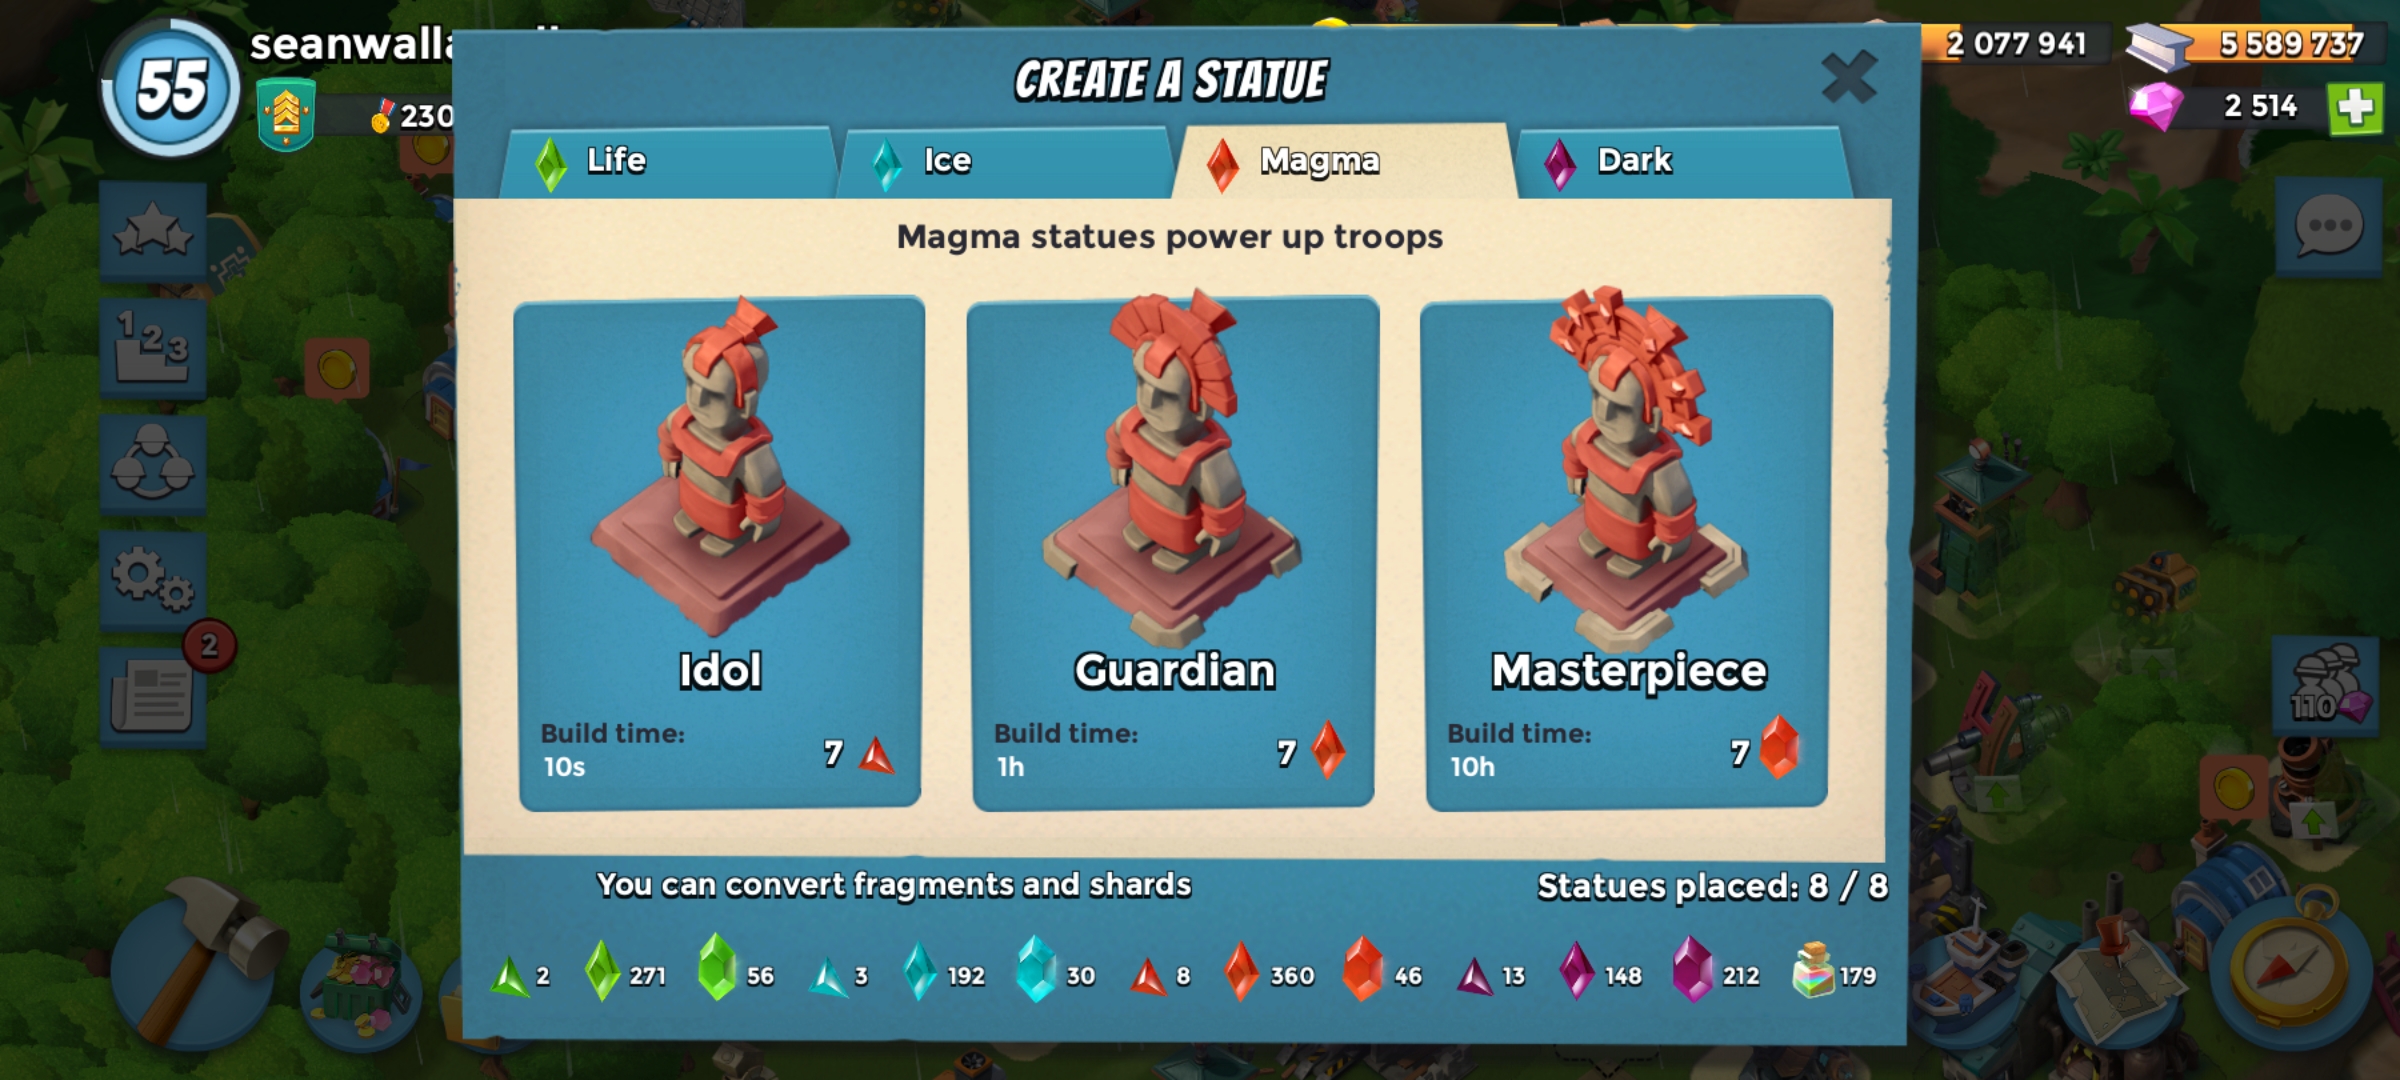 55
230
2 077 941
5 589 737
2 514
CREATE A STATUE
Life
Ice
Magma
Dark
Magma statues power up troops
1 2 3
2
Idol
Build time:
10s
7
Guardian
Build time:
1h
7
Masterpiece
Build time:
10h
7
110
You can convert fragments and shards
Statues placed: 8 / 8
2
271
56
3
192
30
8
360
46
13
148
212
179